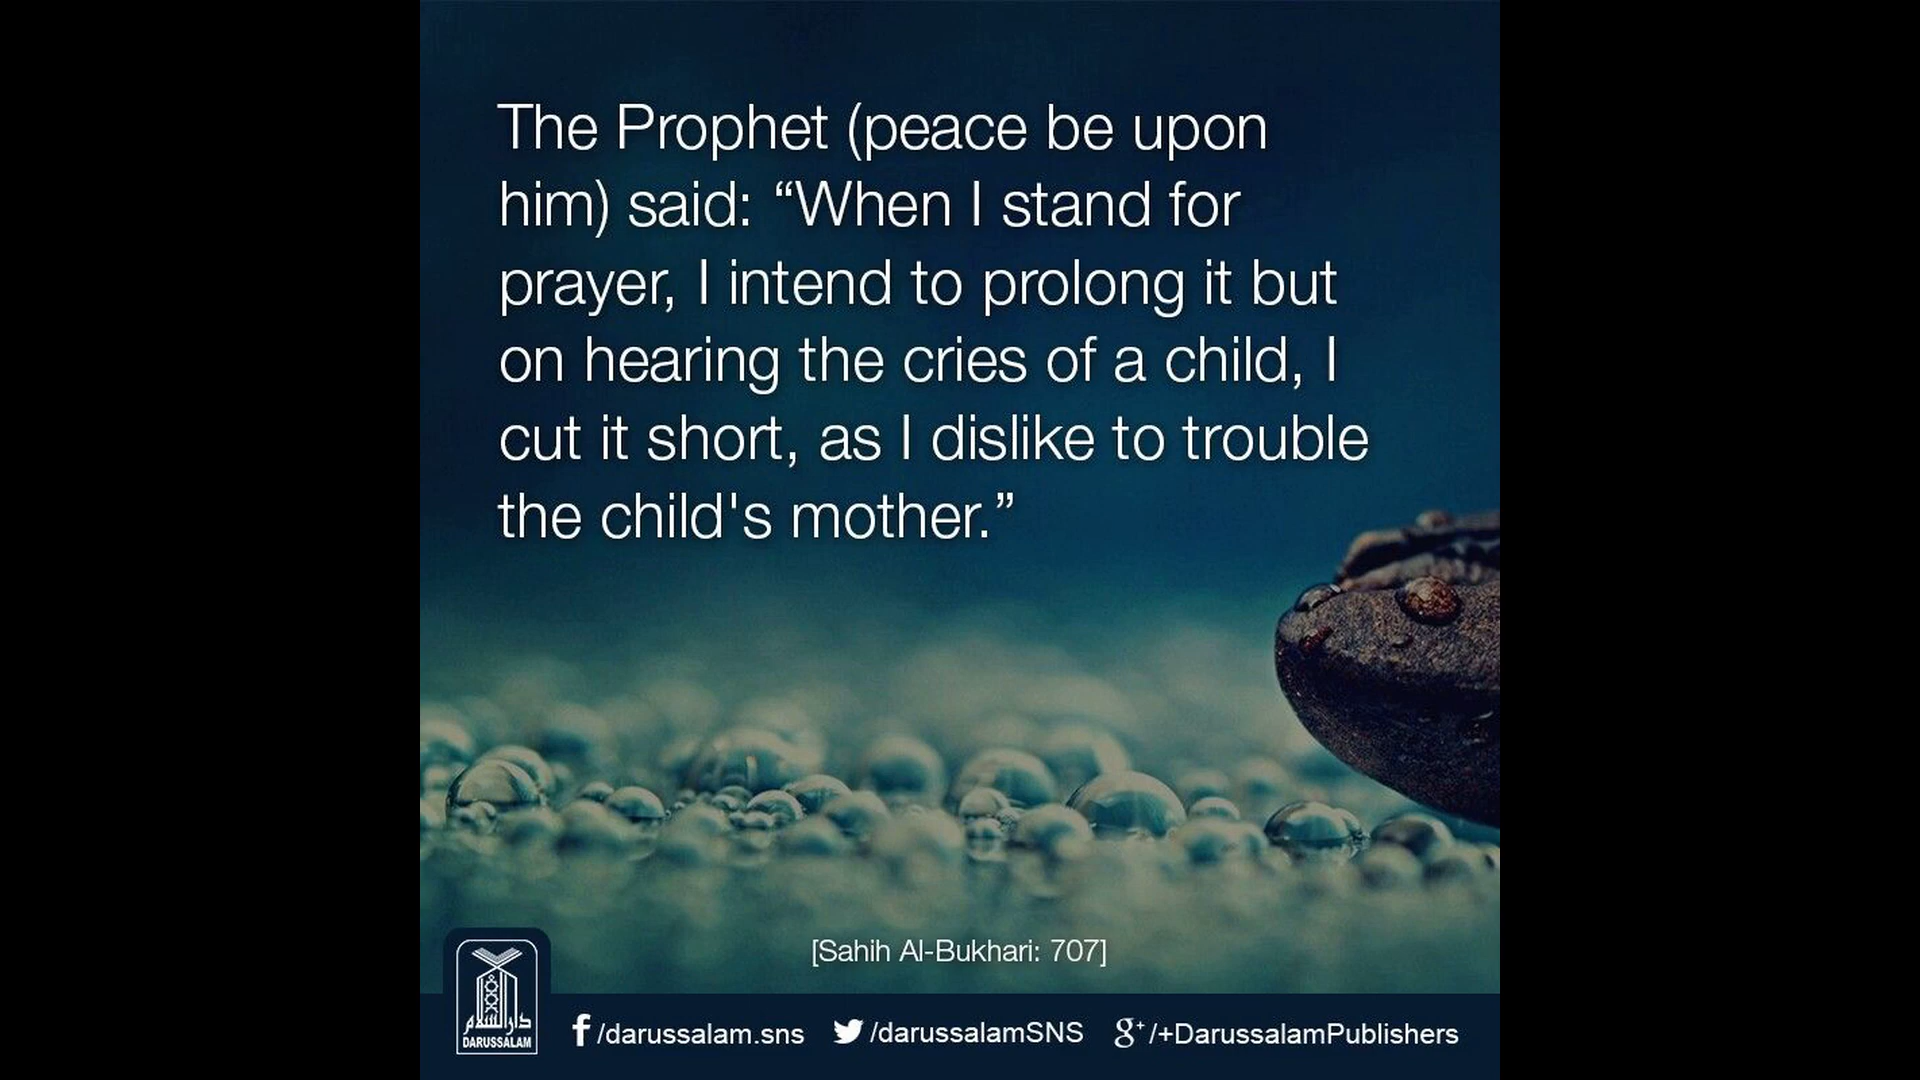 The Prophet (peace be upon
him) said: “When I stand for
prayer, I intend to prolong it but
on hearing the cries of a child, I
cut it short, as I dislike to trouble
the child's mother.”
[Sahih Al-Bukhari: 707]
دارالسلام
DARUSSALAM
f /darussalam.sns /darussalamSNS g+ /+DarussalamPublishers